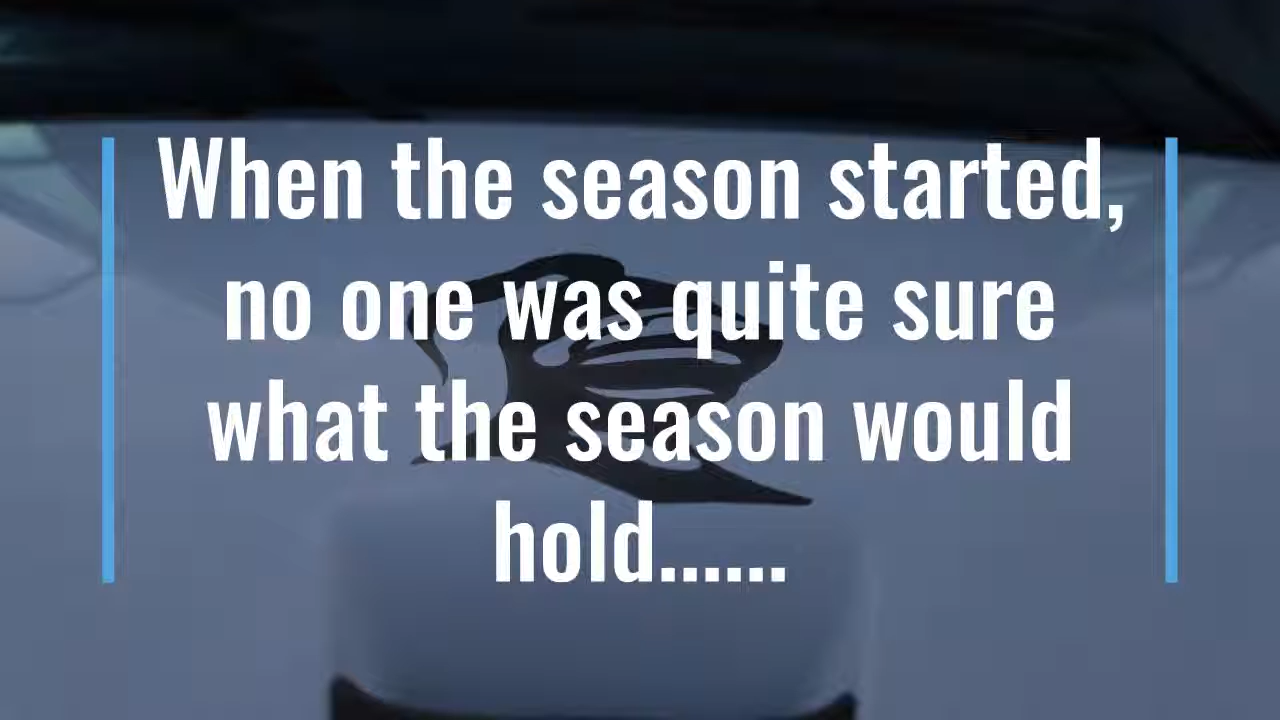 When the season started,
no one was quite sure
what the season would
hold......